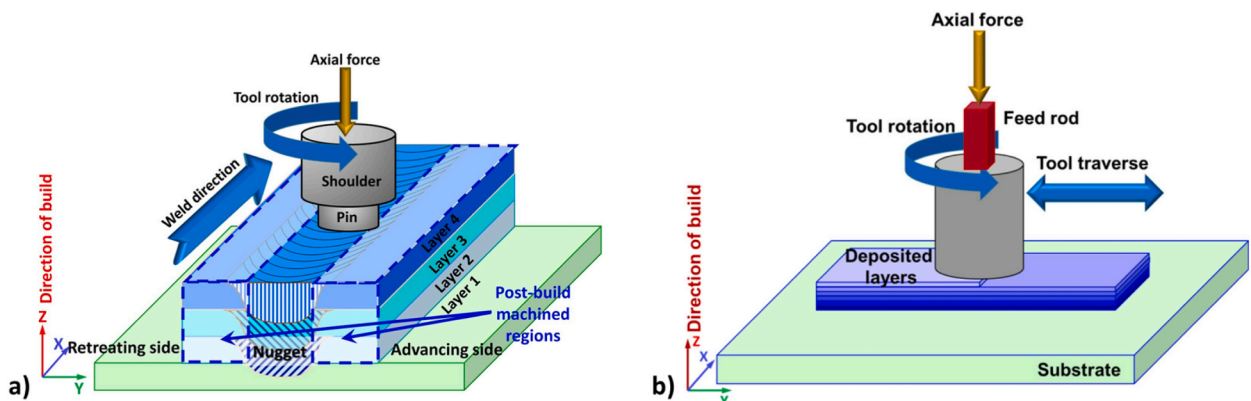 Axial force
Tool rotation
Weld direction
Shoulder
Pin
Layer 4
Layer 3
Layer 2
Layer 1
Post-build
machined
regions
Direction of build
Z
X
Y
Retreating side
Nugget
Advancing side
a)
Axial force
Feed rod
Tool rotation
Tool traverse
Deposited
layers
Direction of build
Z
X
Substrate
b)